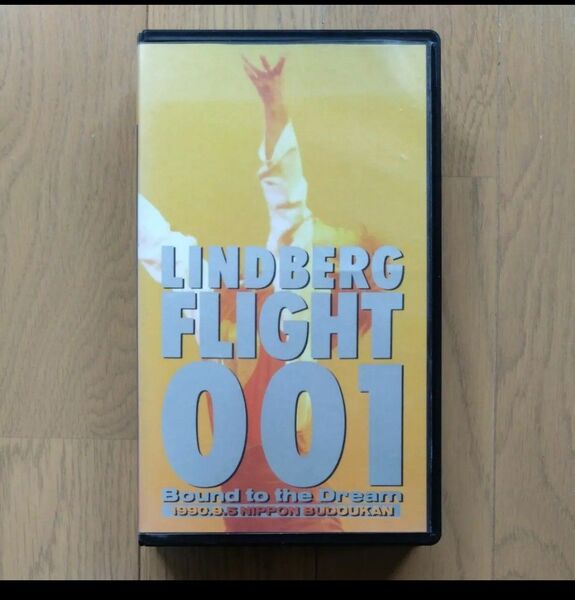 LINDBERG
FLIGHT
001
Bound to the Dream
1990.9.5 NIPPON BUDOUKAN